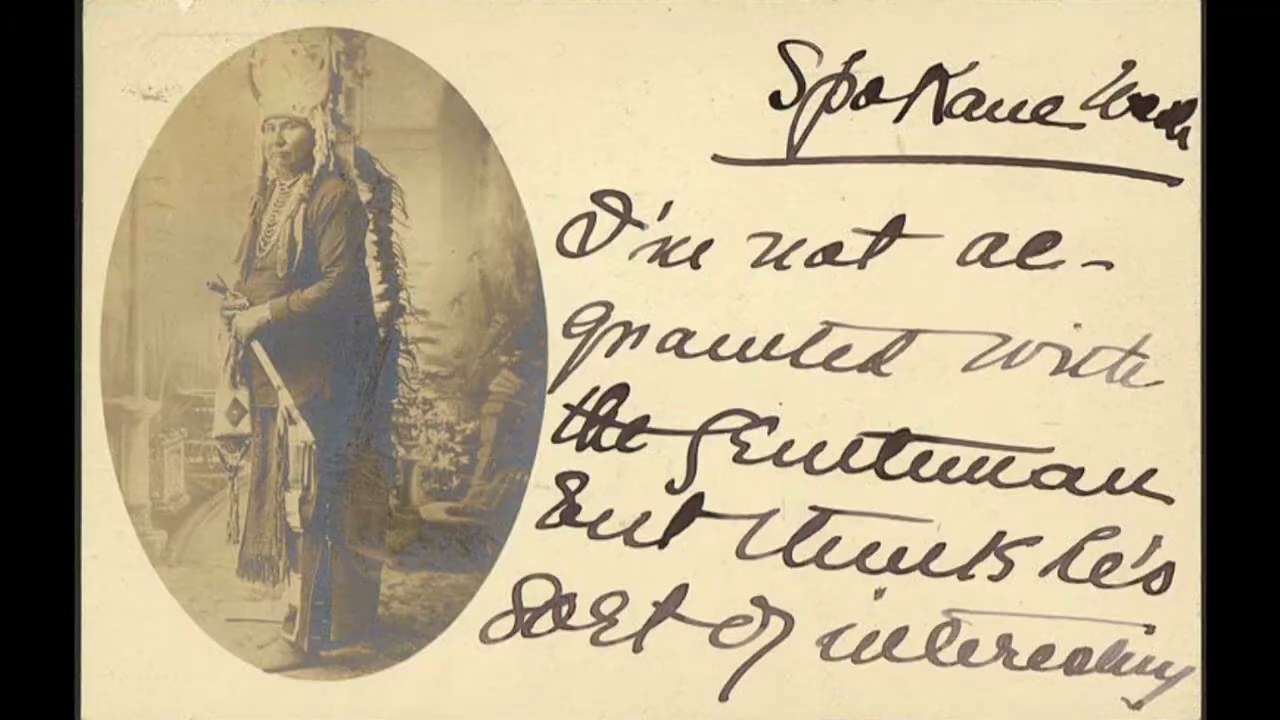 Spokane Wash
I'm not ac-
quainted with
the gentleman
but think he's
sort of interesting